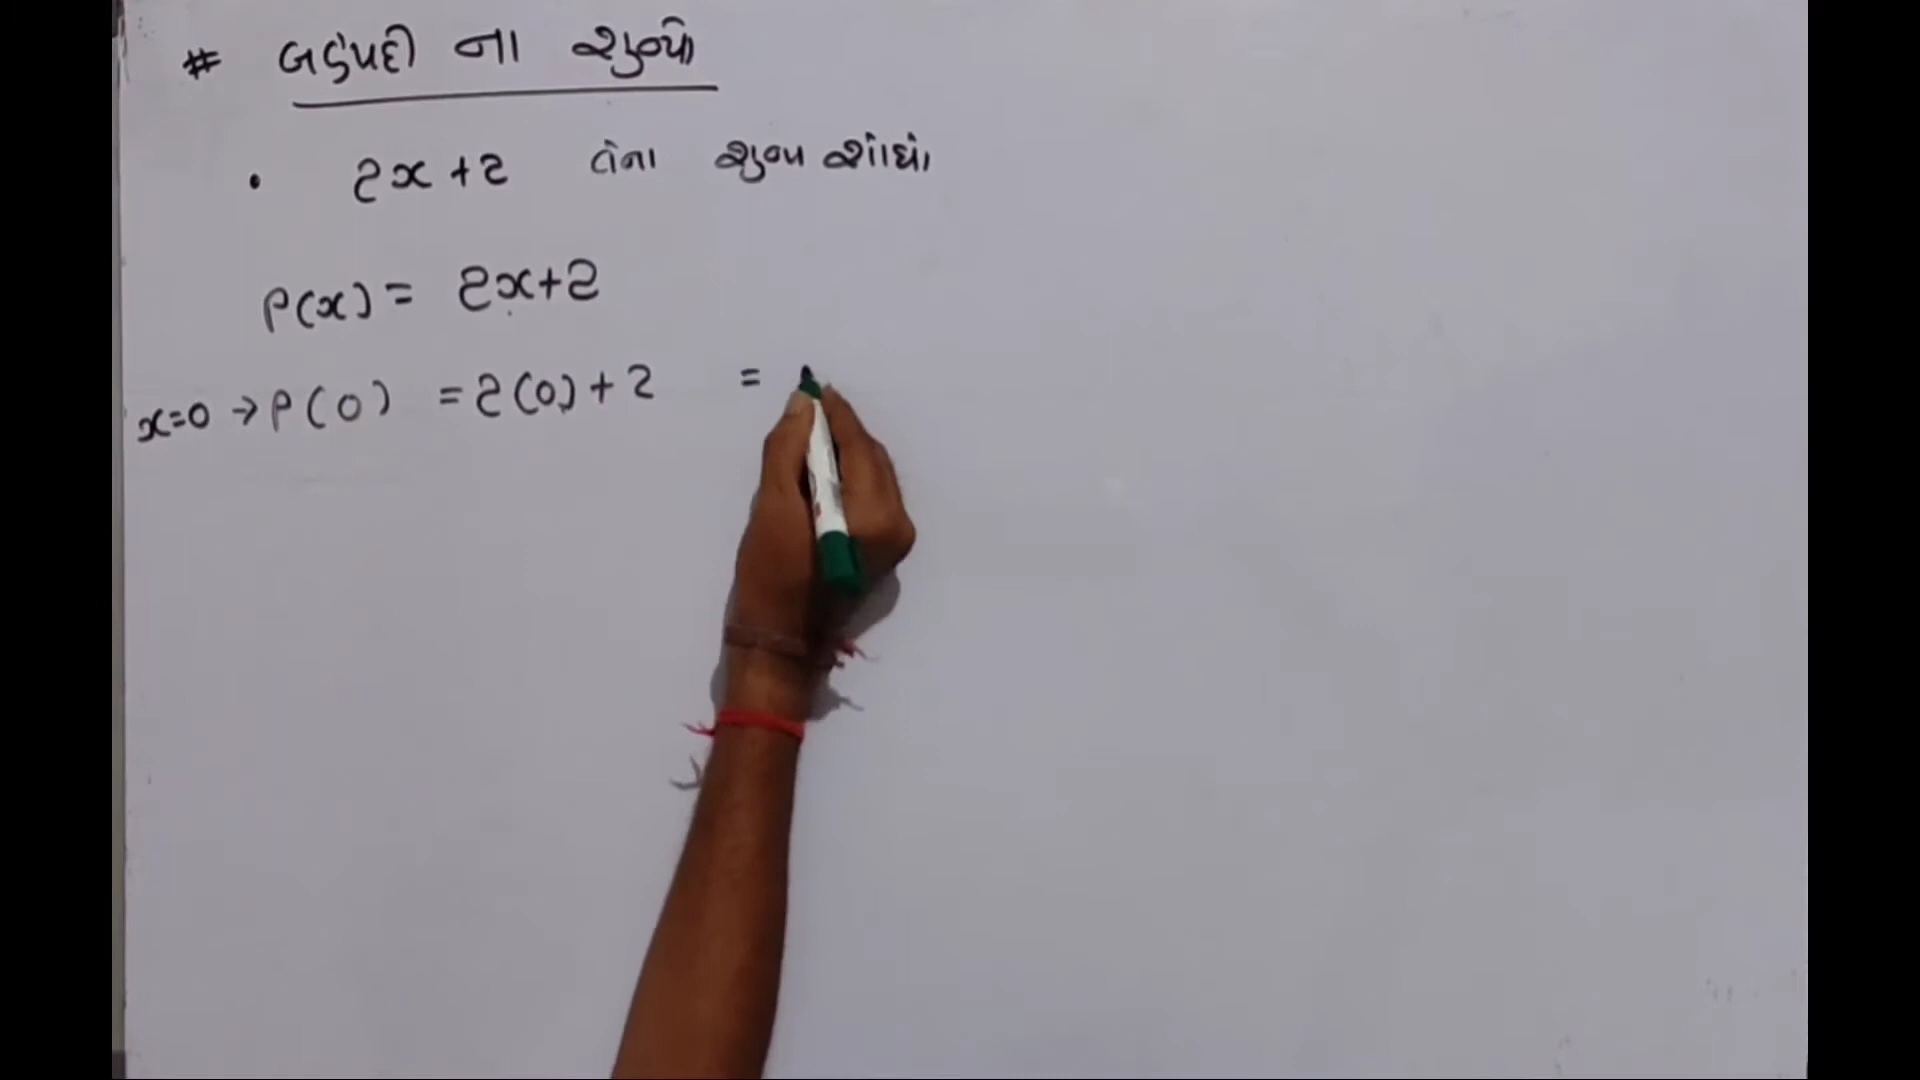 # બહુપદી ના શુન્યો
• 2x+2 તેના શુન્ય શોધો
P(x) = 2x+2
x=0 → P(0) = 2(0)+2 =